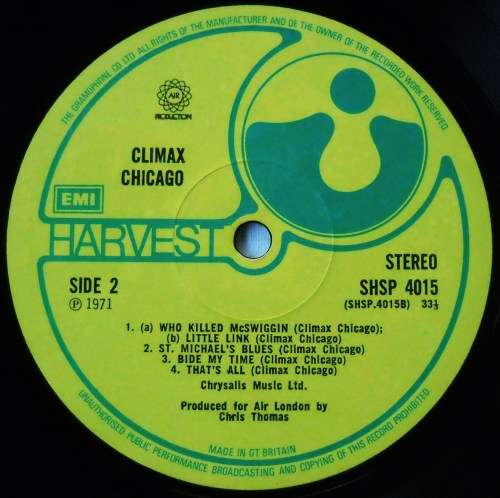 THE GRAMOPHONE CO LTD. ALL RIGHTS OF THE MANUFACTURER AND OF THE OWNER OF THE RECORDED WORK RESERVED
AIR
PRODUCTION
CLIMAX
CHICAGO
EMI
HARVEST
SIDE 2
Ⓟ 1971
STEREO
SHSP 4015
(SHSP.4015B) 33⅓
1. (a) WHO KILLED McSWIGGIN (Climax Chicago);
(b) LITTLE LINK (Climax Chicago)
2. ST. MICHAEL'S BLUES (Climax Chicago)
3. BIDE MY TIME (Climax Chicago)
4. THAT'S ALL (Climax Chicago)
Chrysalis Music Ltd.
Produced for Air London by
Chris Thomas
MADE IN GT BRITAIN
UNAUTHORISED PUBLIC PERFORMANCE BROADCASTING AND COPYING OF THIS RECORD PROHIBITED.